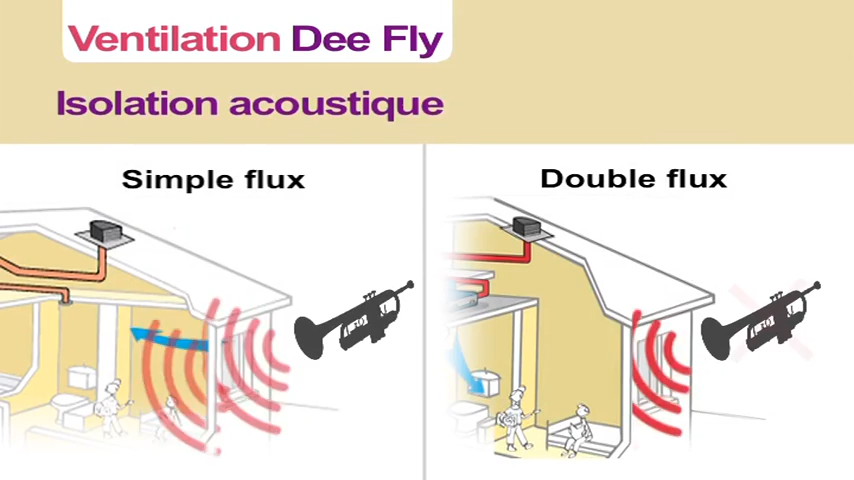 Ventilation Dee Fly
Isolation acoustique
Simple flux
Double flux